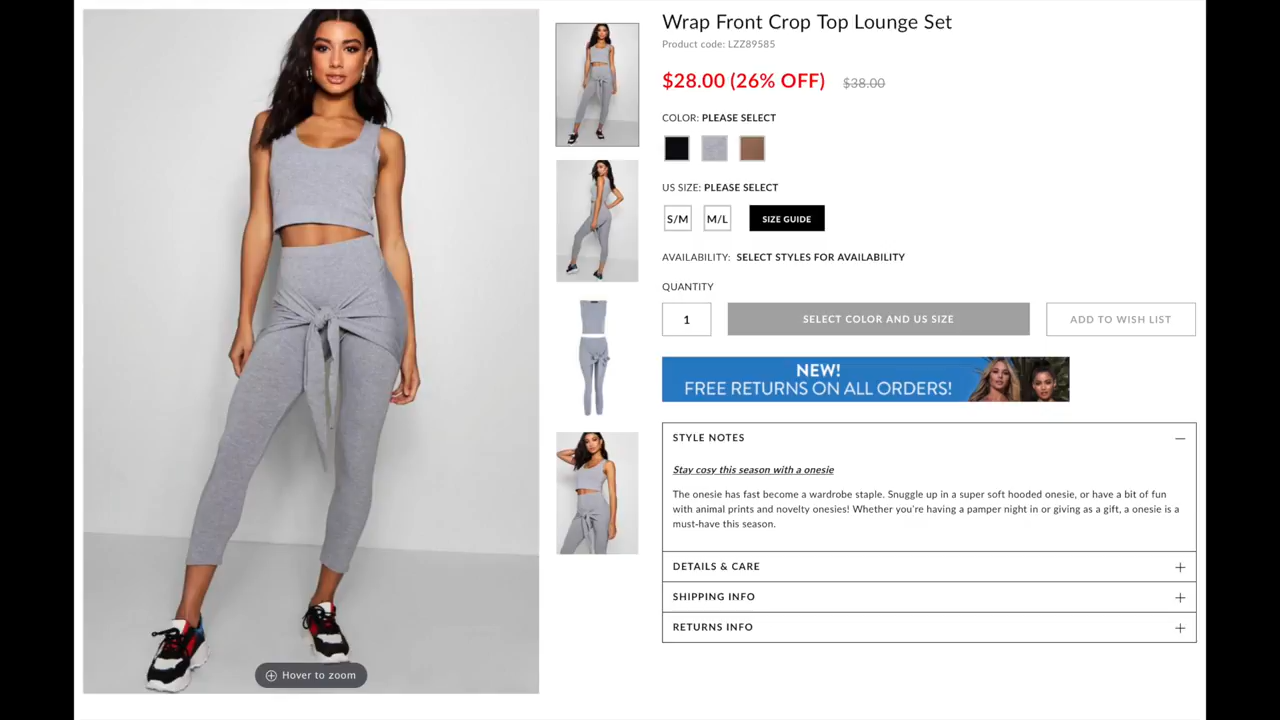 Wrap Front Crop Top Lounge Set
Product code: LZZ89585
$28.00 (26% OFF) $38.00
COLOR: PLEASE SELECT
US SIZE: PLEASE SELECT
S/M M/L SIZE GUIDE
AVAILABILITY: SELECT STYLES FOR AVAILABILITY
QUANTITY
1 SELECT COLOR AND US SIZE ADD TO WISH LIST
NEW!
FREE RETURNS ON ALL ORDERS!
STYLE NOTES
Stay cosy this season with a onesie
The onesie has fast become a wardrobe staple. Snuggle up in a super soft hooded onesie, or have a bit of fun
with animal prints and novelty onesies! Whether you're having a pamper night in or giving as a gift, a onesie is a
must-have this season.
DETAILS & CARE
SHIPPING INFO
RETURNS INFO
Hover to zoom